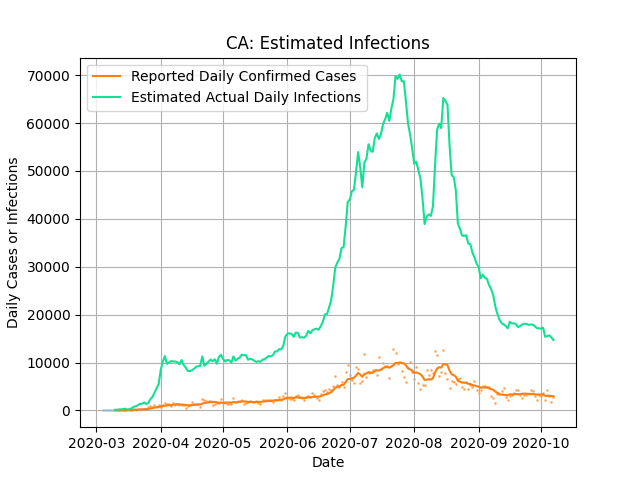 CA: Estimated Infections
Reported Daily Confirmed Cases
Estimated Actual Daily Infections
Daily Cases or Infections
70000
60000
50000
40000
30000
20000
10000
0
2020-03 2020-04 2020-05 2020-06 2020-07 2020-08 2020-09 2020-10
Date